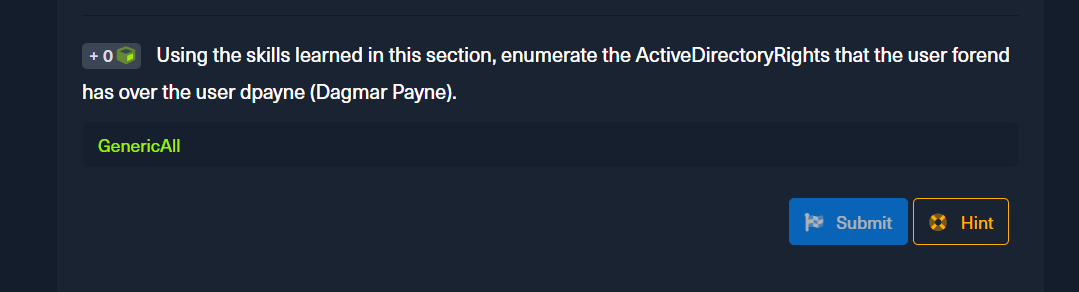 + 0 Using the skills learned in this section, enumerate the ActiveDirectoryRights that the user forend
has over the user dpayne (Dagmar Payne).
GenericAll
Submit Hint